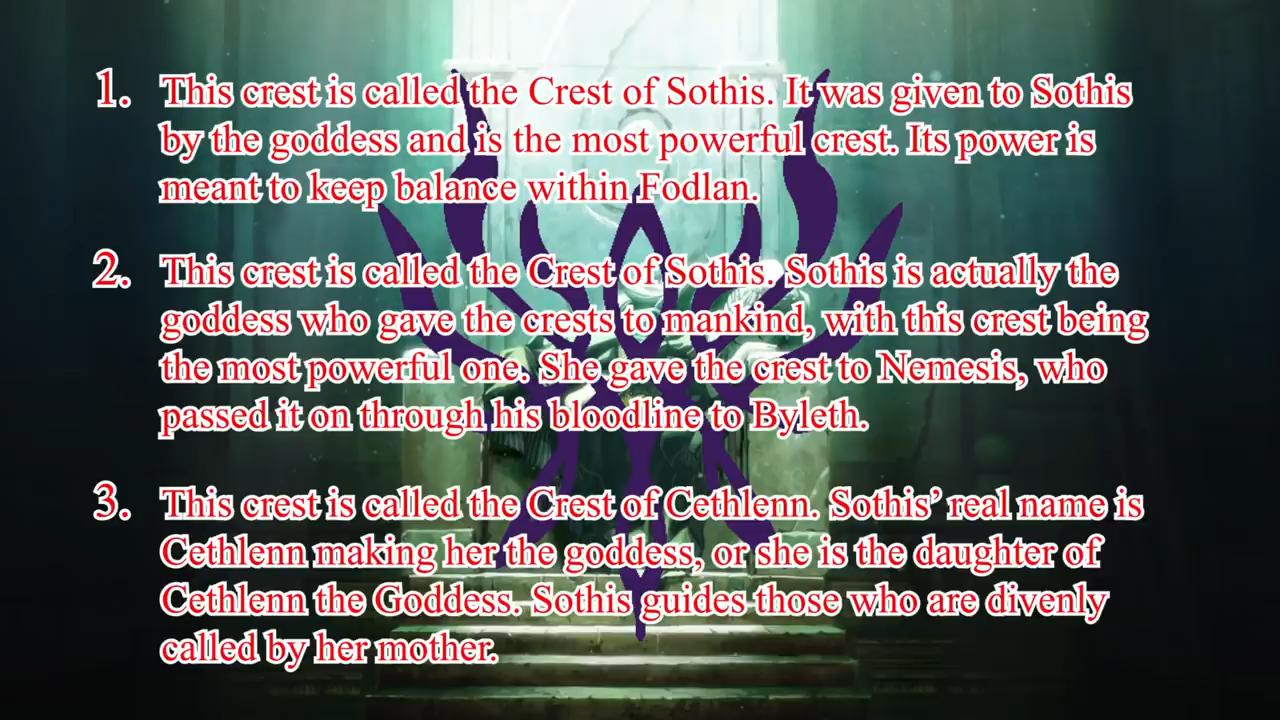 1. This crest is called the Crest of Sothis. It was given to Sothis
by the goddess and is the most powerful crest. Its power is
meant to keep balance within Fodlan.
2. This crest is called the Crest of Sothis. Sothis is actually the
goddess who gave the crests to mankind, with this crest being
the most powerful one. She gave the crest to Nemesis, who
passed it on through his bloodline to Byleth.
3. This crest is called the Crest of Cethlenn. Sothis’ real name is
Cethlenn making her the goddess, or she is the daughter of
Cethlenn the Goddess. Sothis guides those who are divenly
called by her mother.